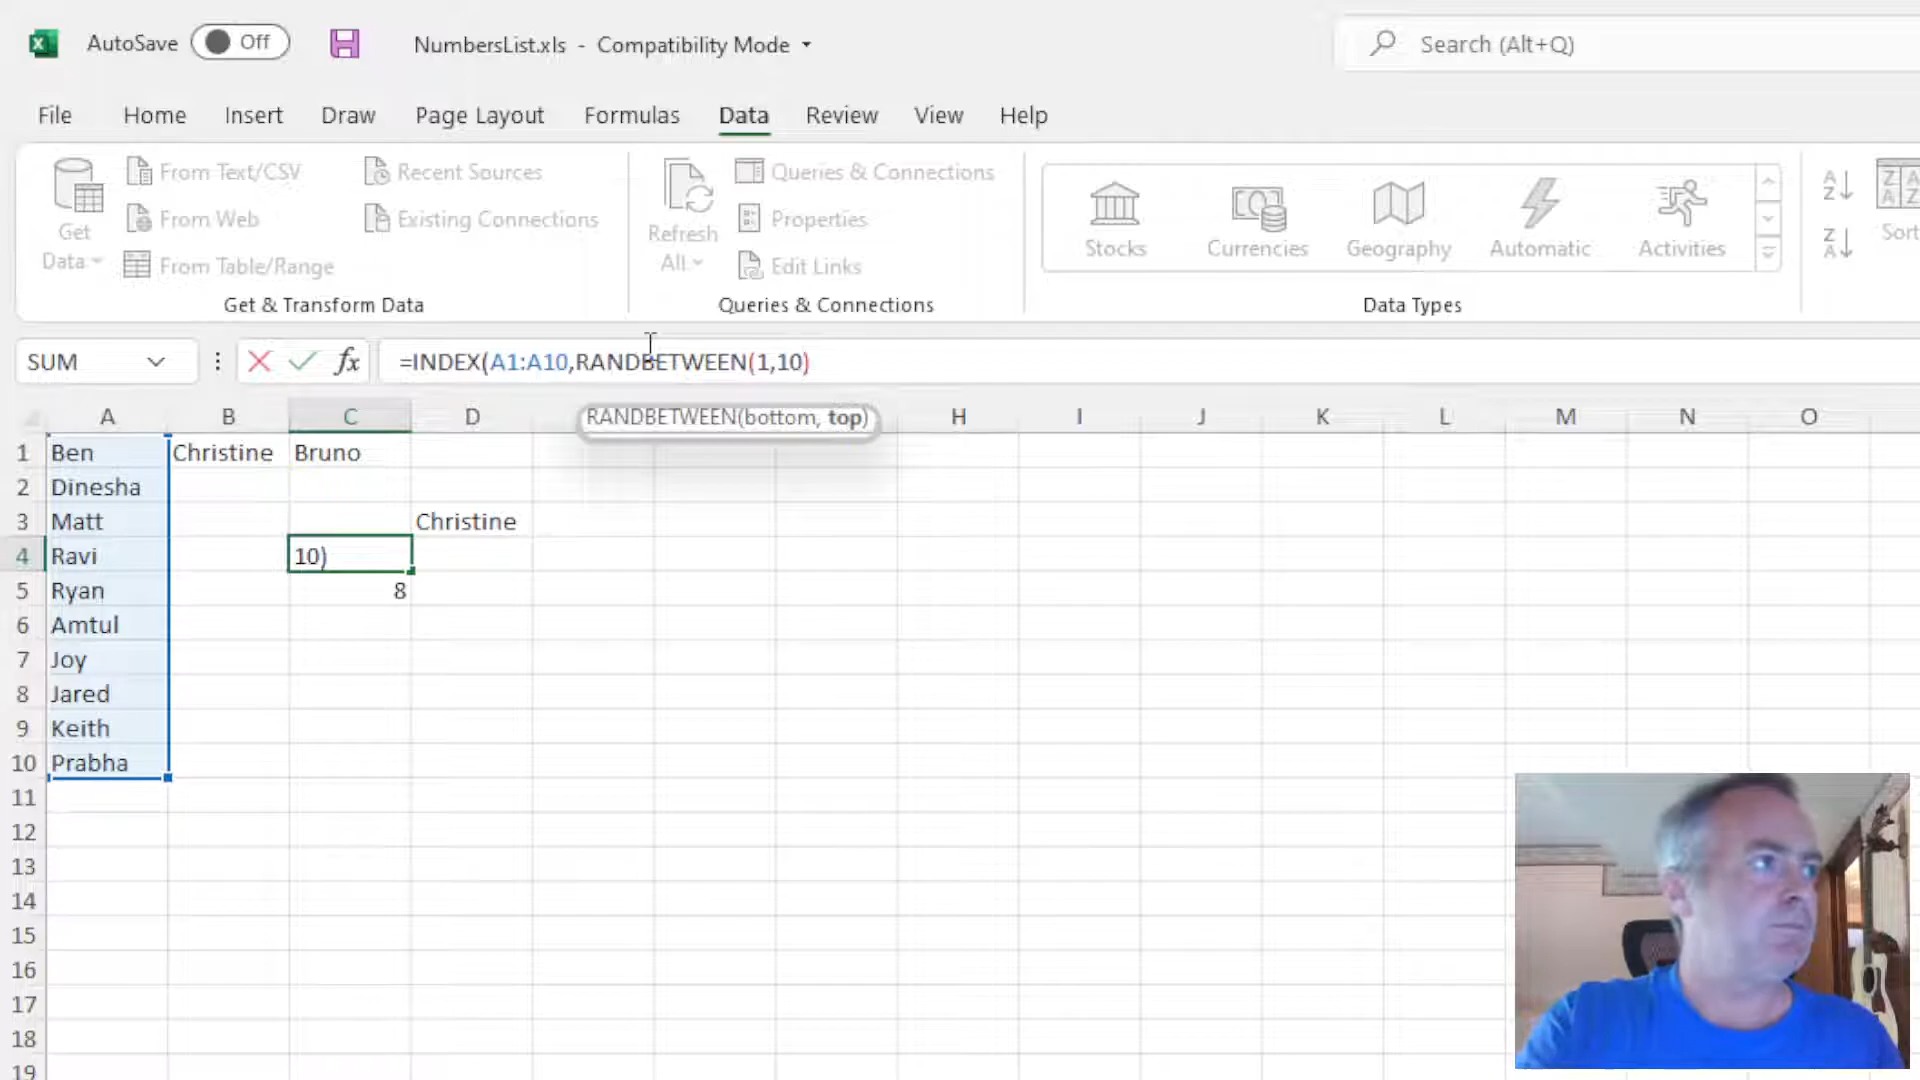 AutoSave Off NumbersList.xls - Compatibility Mode Search (Alt+Q)
File Home Insert Draw Page Layout Formulas Data Review View Help
Get Data
From Text/CSV
From Web
From Table/Range
Recent Sources
Existing Connections
Get & Transform Data
Refresh All
Queries & Connections
Properties
Edit Links
Queries & Connections
Stocks Currencies Geography Automatic Activities
Data Types
A Z
Z A
Z A A Z
Sort
SUM fx =INDEX(A1:A10,RANDBETWEEN(1,10)
RANDBETWEEN(bottom, top)
A B C D H I J K L M N O
1 Ben Christine Bruno
2 Dinesha
3 Matt Christine
4 Ravi 10)
5 Ryan 8
6 Amtul
7 Joy
8 Jared
9 Keith
10 Prabha
11
12
13
14
15
16
17
18
19